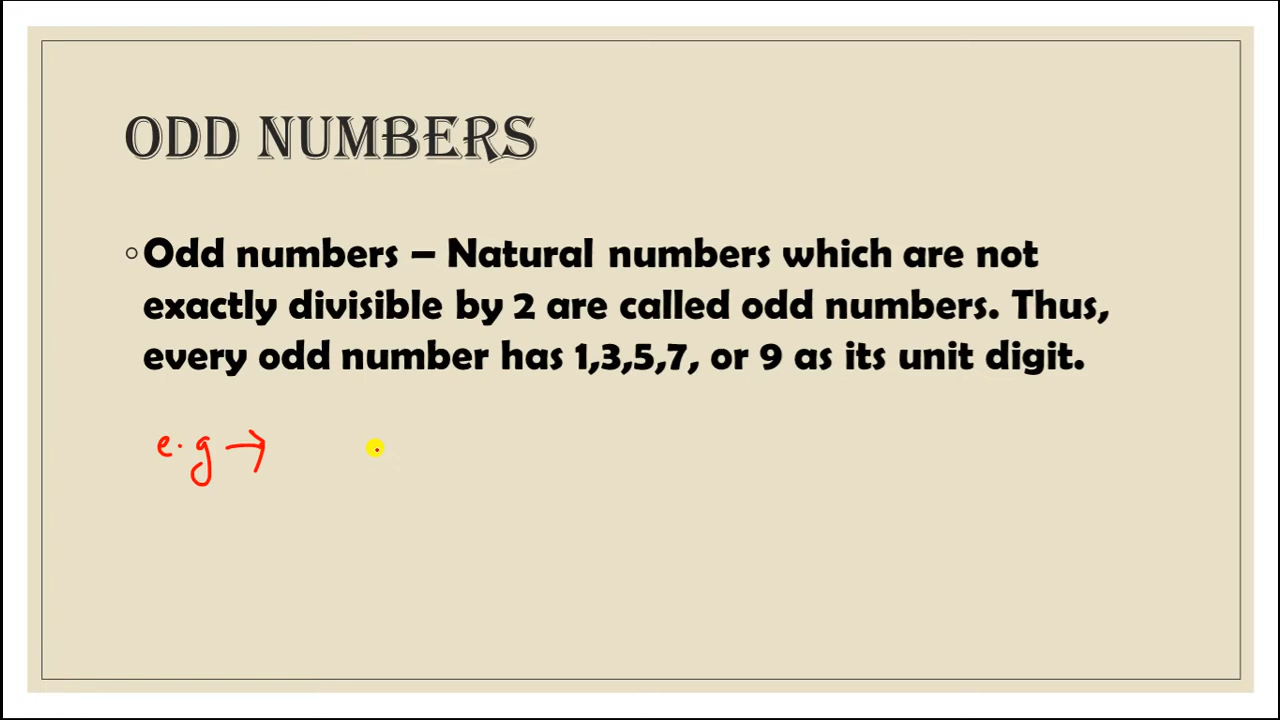 ODD NUMBERS
◦Odd numbers – Natural numbers which are not
exactly divisible by 2 are called odd numbers. Thus,
every odd number has 1,3,5,7, or 9 as its unit digit.
e.g →